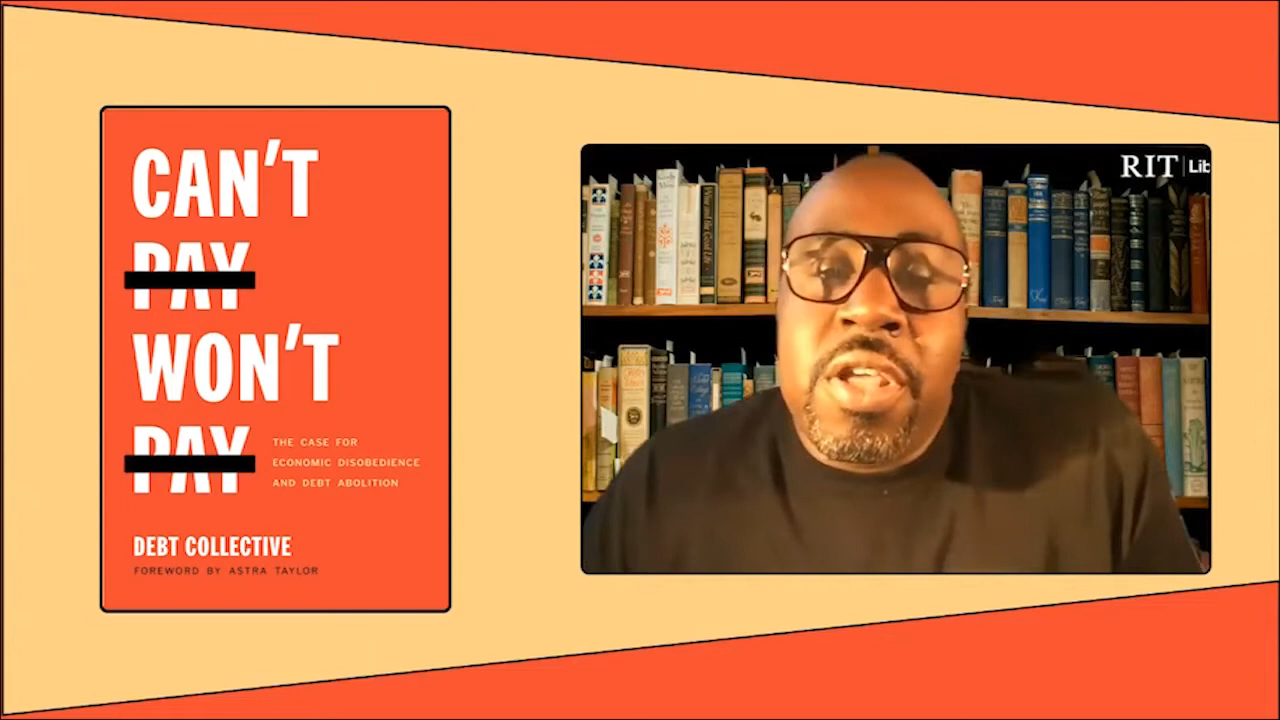 CAN'T
PAY
WON'T
PAY
THE CASE FOR
ECONOMIC DISOBEDIENCE
AND DEBT ABOLITION
DEBT COLLECTIVE
FOREWORD BY ASTRA TAYLOR
RIT | Lib